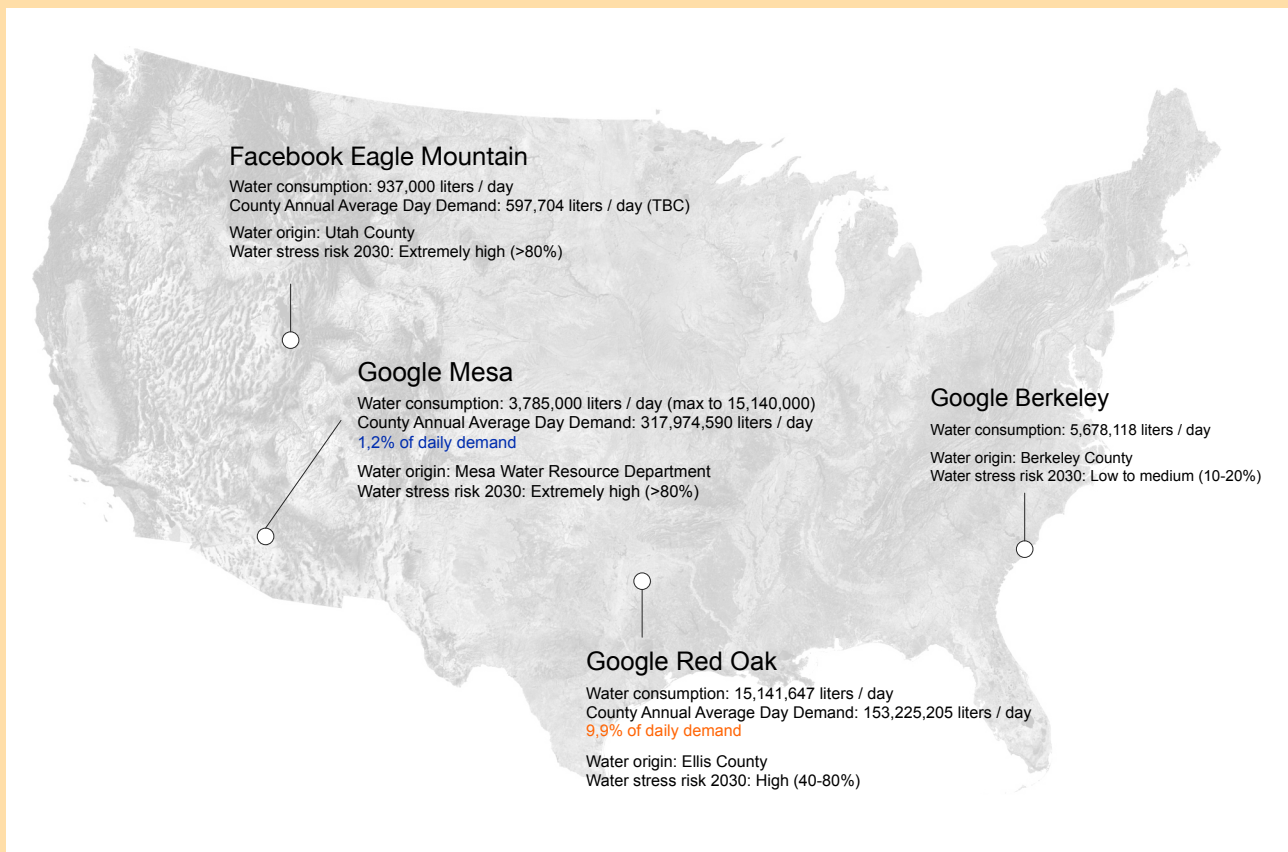 Facebook Eagle Mountain
Water consumption: 937,000 liters / day
County Annual Average Day Demand: 597,704 liters / day (TBC)
Water origin: Utah County
Water stress risk 2030: Extremely high (>80%)
Google Mesa
Water consumption: 3,785,000 liters / day (max to 15,140,000)
County Annual Average Day Demand: 317,974,590 liters / day
1,2% of daily demand
Water origin: Mesa Water Resource Department
Water stress risk 2030: Extremely high (>80%)
Google Berkeley
Water consumption: 5,678,118 liters / day
Water origin: Berkeley County
Water stress risk 2030: Low to medium (10-20%)
Google Red Oak
Water consumption: 15,141,647 liters / day
County Annual Average Day Demand: 153,225,205 liters / day
9,9% of daily demand
Water origin: Ellis County
Water stress risk 2030: High (40-80%)